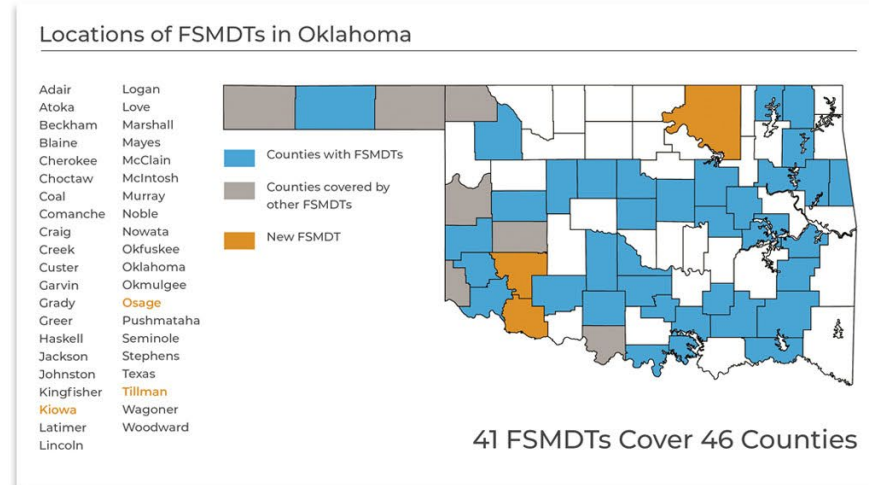 Locations of FSMDTs in Oklahoma
Adair
Atoka
Beckham
Blaine
Cherokee
Choctaw
Coal
Comanche
Craig
Creek
Custer
Garvin
Grady
Greer
Haskell
Jackson
Johnston
Kingfisher
Kiowa
Latimer
Lincoln
Logan
Love
Marshall
Mayes
McClain
McIntosh
Murray
Noble
Nowata
Okfuskee
Oklahoma
Okmulgee
Osage
Pushmataha
Seminole
Stephens
Texas
Tillman
Wagoner
Woodward
Counties with FSMDTs
Counties covered by
other FSMDTs
New FSMDT
41 FSMDTs Cover 46 Counties